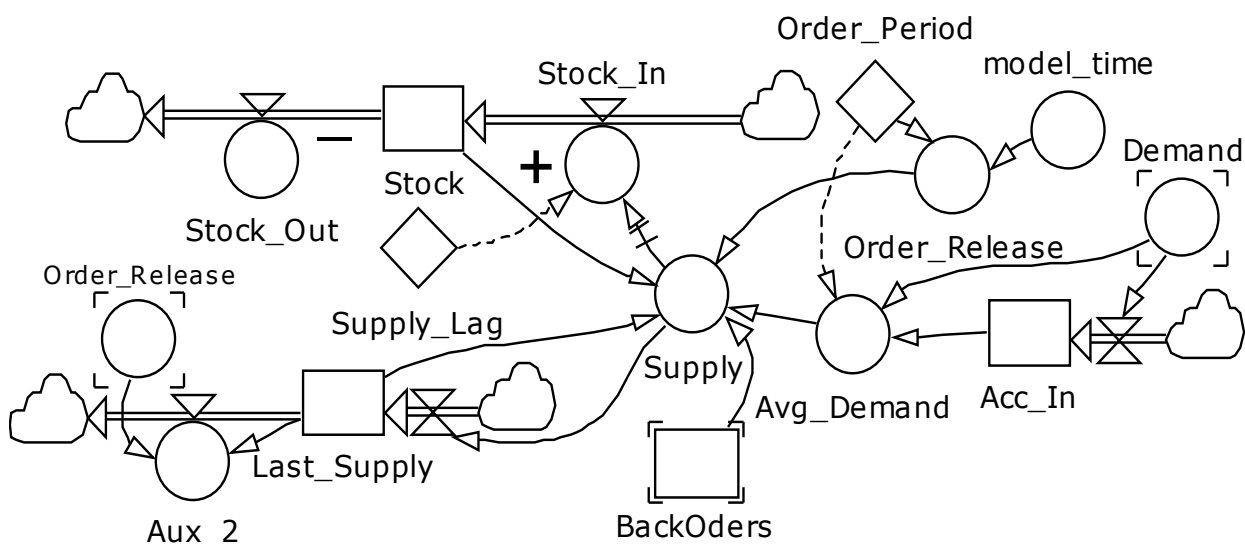 Order_Period
Stock_In
model_time
Demand
Stock
+
−
Stock_Out
Order_Release
Order_Release
Supply_Lag
Supply
Acc_In
Avg_Demand
Last_Supply
BackOders
Aux_2